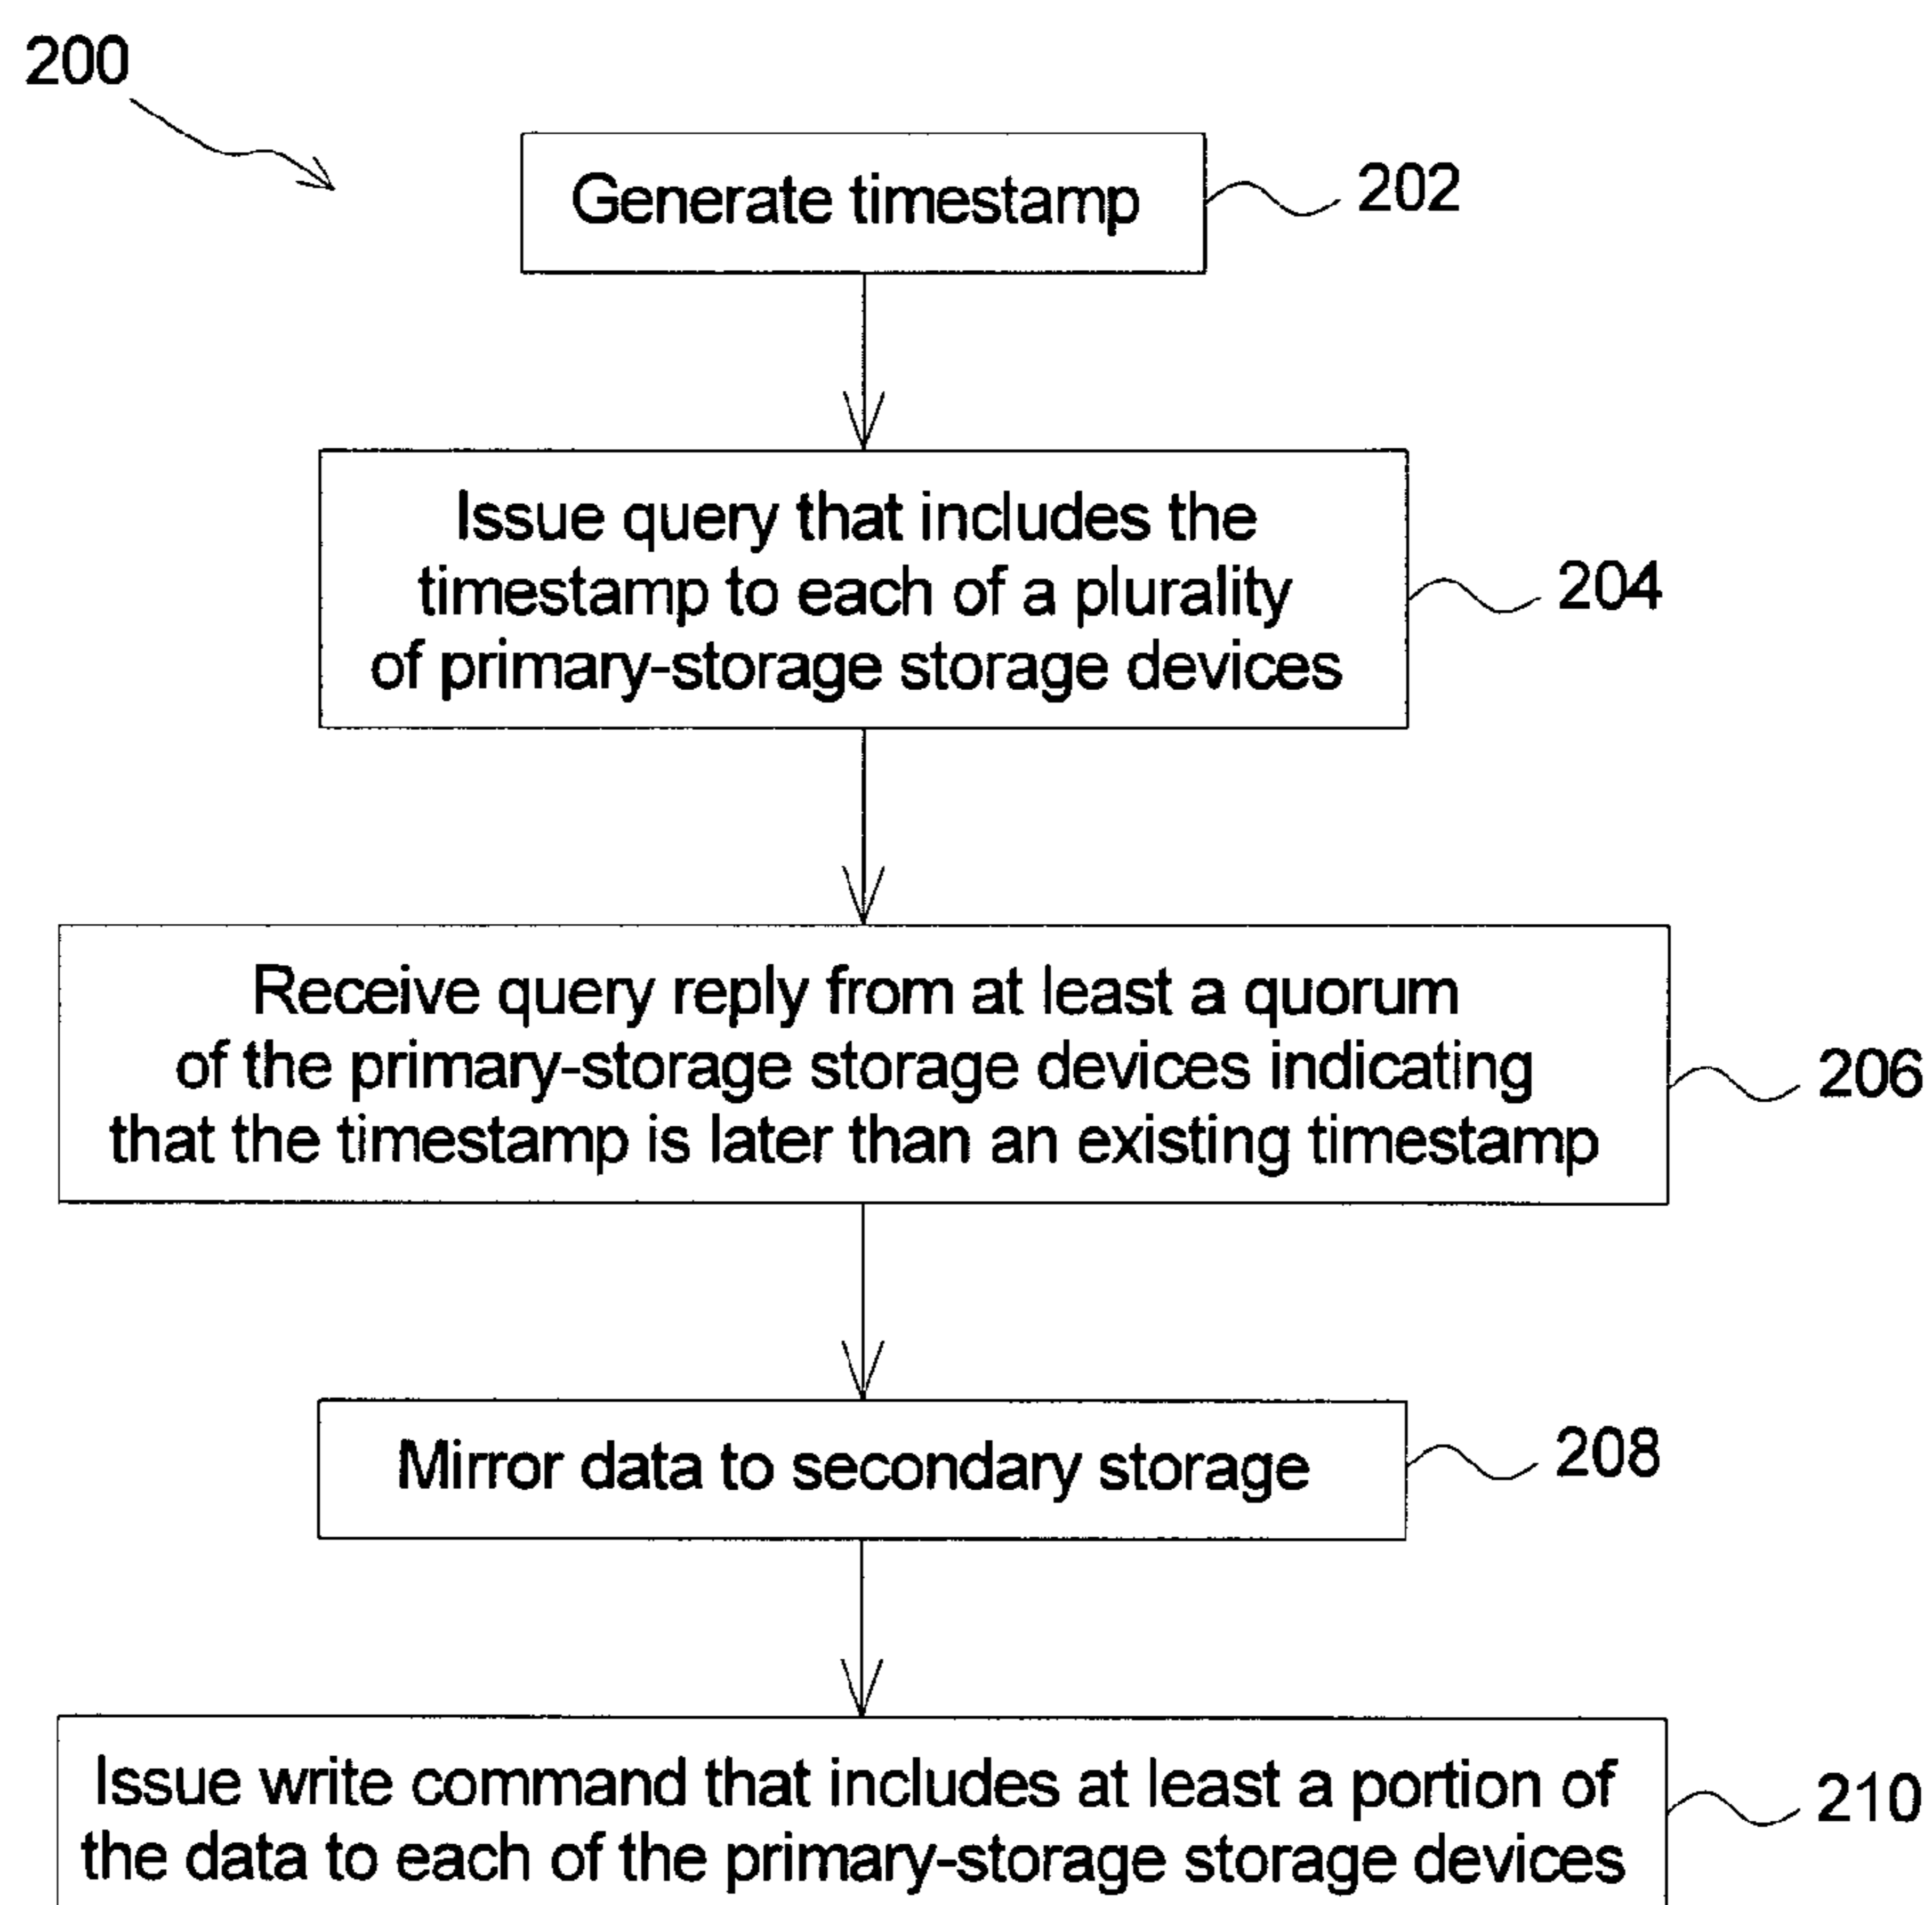 200
Generate timestamp
202
Issue query that includes the
timestamp to each of a plurality
of primary-storage storage devices
204
Receive query reply from at least a quorum
of the primary-storage storage devices indicating
that the timestamp is later than an existing timestamp
206
Mirror data to secondary storage
208
Issue write command that includes at least a portion of
the data to each of the primary-storage storage devices
210